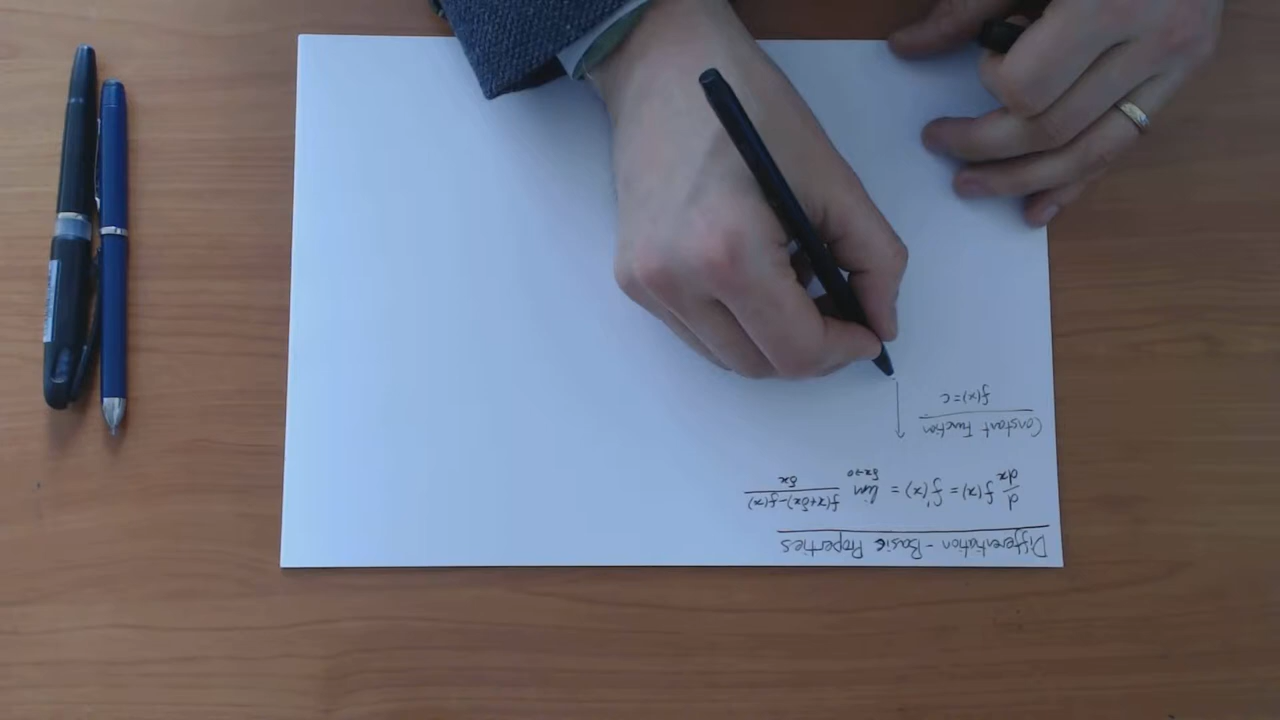 Differentiation - Basic Properties
d/dx f(x) = f'(x) = lim δx→0 f(x+δx)-f(x)/δx
Constant Function
f(x) = c